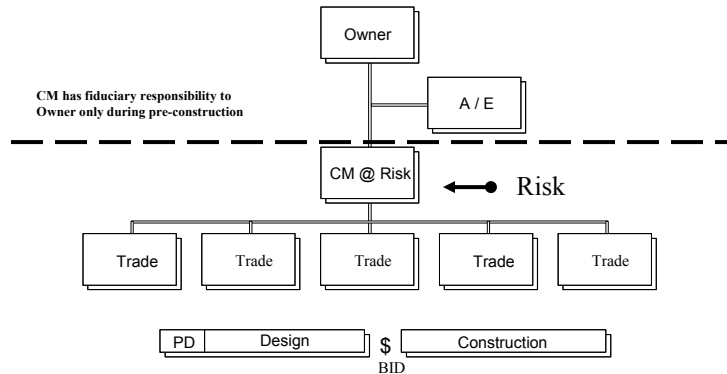 Owner
CM has fiduciary responsibility to
Owner only during pre-construction
A / E
CM @ Risk
Risk
Trade
Trade
Trade
Trade
Trade
PD
Design
$
BID
Construction